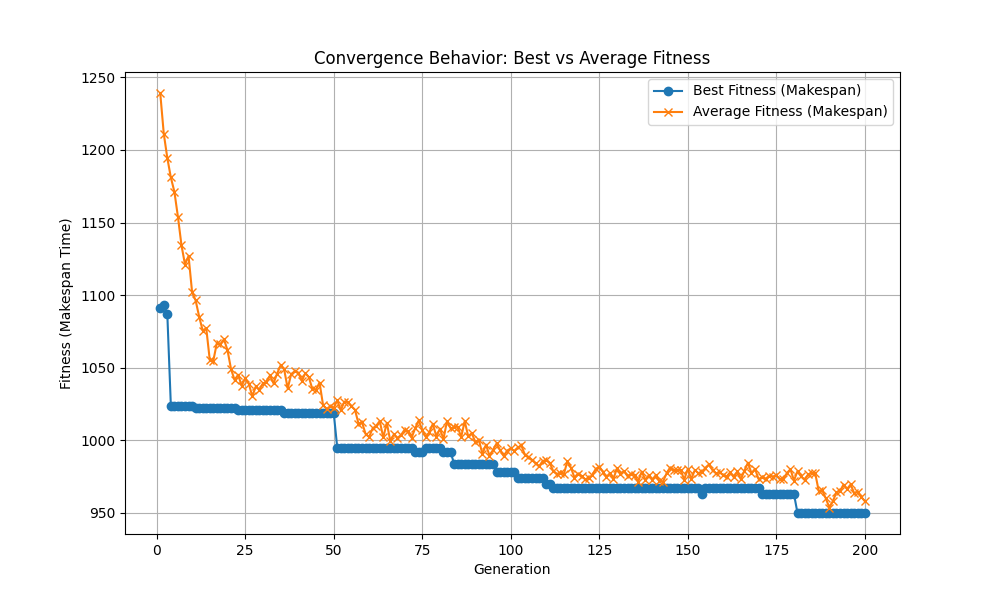 Convergence Behavior: Best vs Average Fitness
Best Fitness (Makespan)
Average Fitness (Makespan)
Fitness (Makespan Time)
1250
1200
1150
1100
1050
1000
950
0 25 50 75 100 125 150 175 200
Generation